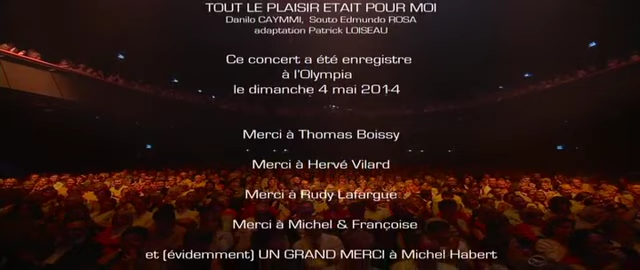 TOUT LE PLAISIR ETAIT POUR MOI
Danilo CAYMMI, Souto Edmundo ROSA
adaptation Patrick LOISEAU
Ce concert a été enregistre
à l'Olympia
le dimanche 4 mai 2014
Merci à Thomas Boissy
Merci à Hervé Vilard
Merci à Rudy Lafargue
Merci à Michel & Françoise
et (évidemment) UN GRAND MERCI à Michel Habert